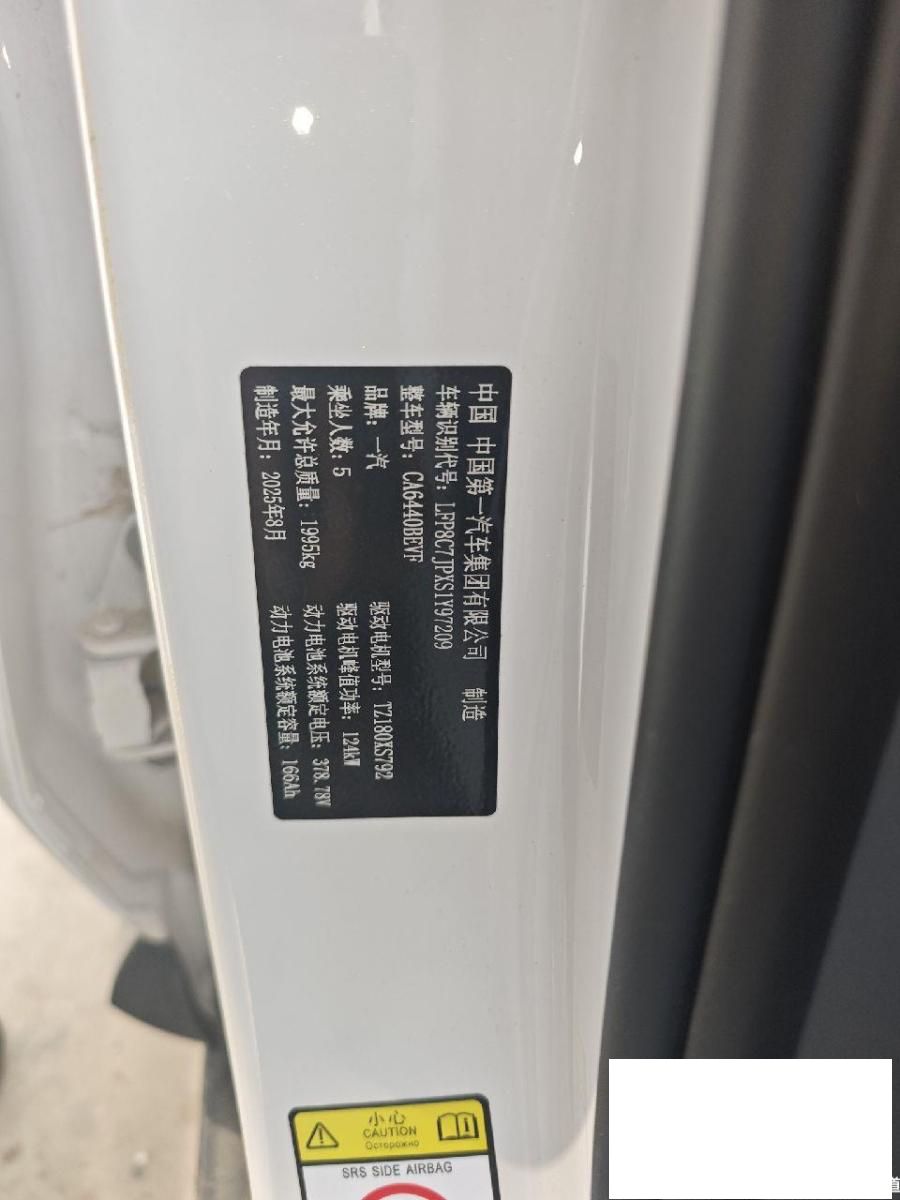 中国 中国第一汽车集团有限公司 制造
车辆识别代号: LFP8C7JPXS1Y97209
整车型号: CA6440BEVF
品牌: 一汽
驱动电机型号: TZ180XS792
乘坐人数: 5
驱动电机峰值功率: 124kW
最大允许总质量: 1995kg
动力电池系统额定电压: 378.78V
制造年月: 2025年8月
动力电池系统额定容量: 166Ah
小心
CAUTION
Осторожно
SRS SIDE AIRBAG